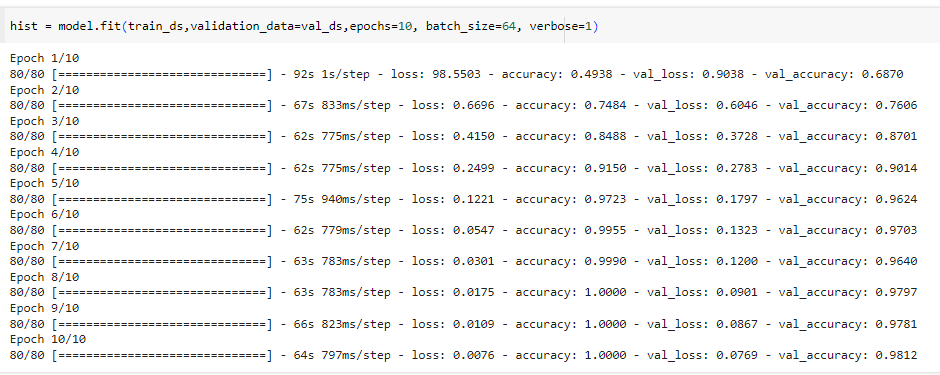 hist = model.fit(train_ds,validation_data=val_ds,epochs=10, batch_size=64, verbose=1)
Epoch 1/10
80/80 [==============================] - 92s 1s/step - loss: 98.5503 - accuracy: 0.4938 - val_loss: 0.9038 - val_accuracy: 0.6870
Epoch 2/10
80/80 [==============================] - 67s 833ms/step - loss: 0.6696 - accuracy: 0.7484 - val_loss: 0.6046 - val_accuracy: 0.7606
Epoch 3/10
80/80 [==============================] - 62s 775ms/step - loss: 0.4150 - accuracy: 0.8488 - val_loss: 0.3728 - val_accuracy: 0.8701
Epoch 4/10
80/80 [==============================] - 62s 775ms/step - loss: 0.2499 - accuracy: 0.9150 - val_loss: 0.2783 - val_accuracy: 0.9014
Epoch 5/10
80/80 [==============================] - 75s 940ms/step - loss: 0.1221 - accuracy: 0.9723 - val_loss: 0.1797 - val_accuracy: 0.9624
Epoch 6/10
80/80 [==============================] - 62s 779ms/step - loss: 0.0547 - accuracy: 0.9955 - val_loss: 0.1323 - val_accuracy: 0.9703
Epoch 7/10
80/80 [==============================] - 63s 783ms/step - loss: 0.0301 - accuracy: 0.9990 - val_loss: 0.1200 - val_accuracy: 0.9640
Epoch 8/10
80/80 [==============================] - 63s 783ms/step - loss: 0.0175 - accuracy: 1.0000 - val_loss: 0.0901 - val_accuracy: 0.9797
Epoch 9/10
80/80 [==============================] - 66s 823ms/step - loss: 0.0109 - accuracy: 1.0000 - val_loss: 0.0867 - val_accuracy: 0.9781
Epoch 10/10
80/80 [==============================] - 64s 797ms/step - loss: 0.0076 - accuracy: 1.0000 - val_loss: 0.0769 - val_accuracy: 0.9812